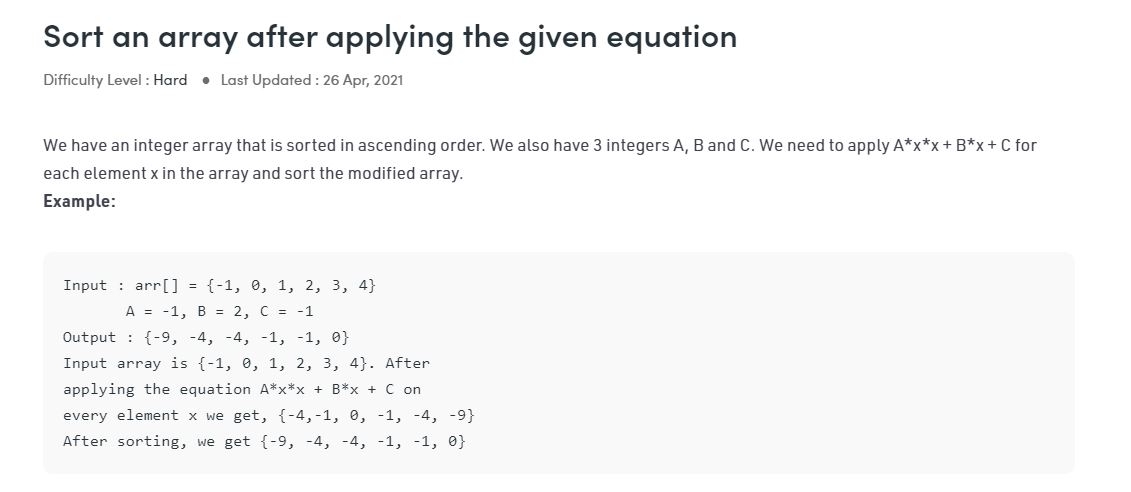 Sort an array after applying the given equation
Difficulty Level : Hard ● Last Updated : 26 Apr, 2021
We have an integer array that is sorted in ascending order. We also have 3 integers A, B and C. We need to apply A*x*x + B*x + C for
each element x in the array and sort the modified array.
Example:
Input : arr[] = {-1, 0, 1, 2, 3, 4}
A = -1, B = 2, C = -1
Output : {-9, -4, -4, -1, -1, 0}
Input array is {-1, 0, 1, 2, 3, 4}. After
applying the equation A*x*x + B*x + C on
every element x we get, {-4,-1, 0, -1, -4, -9}
After sorting, we get {-9, -4, -4, -1, -1, 0}